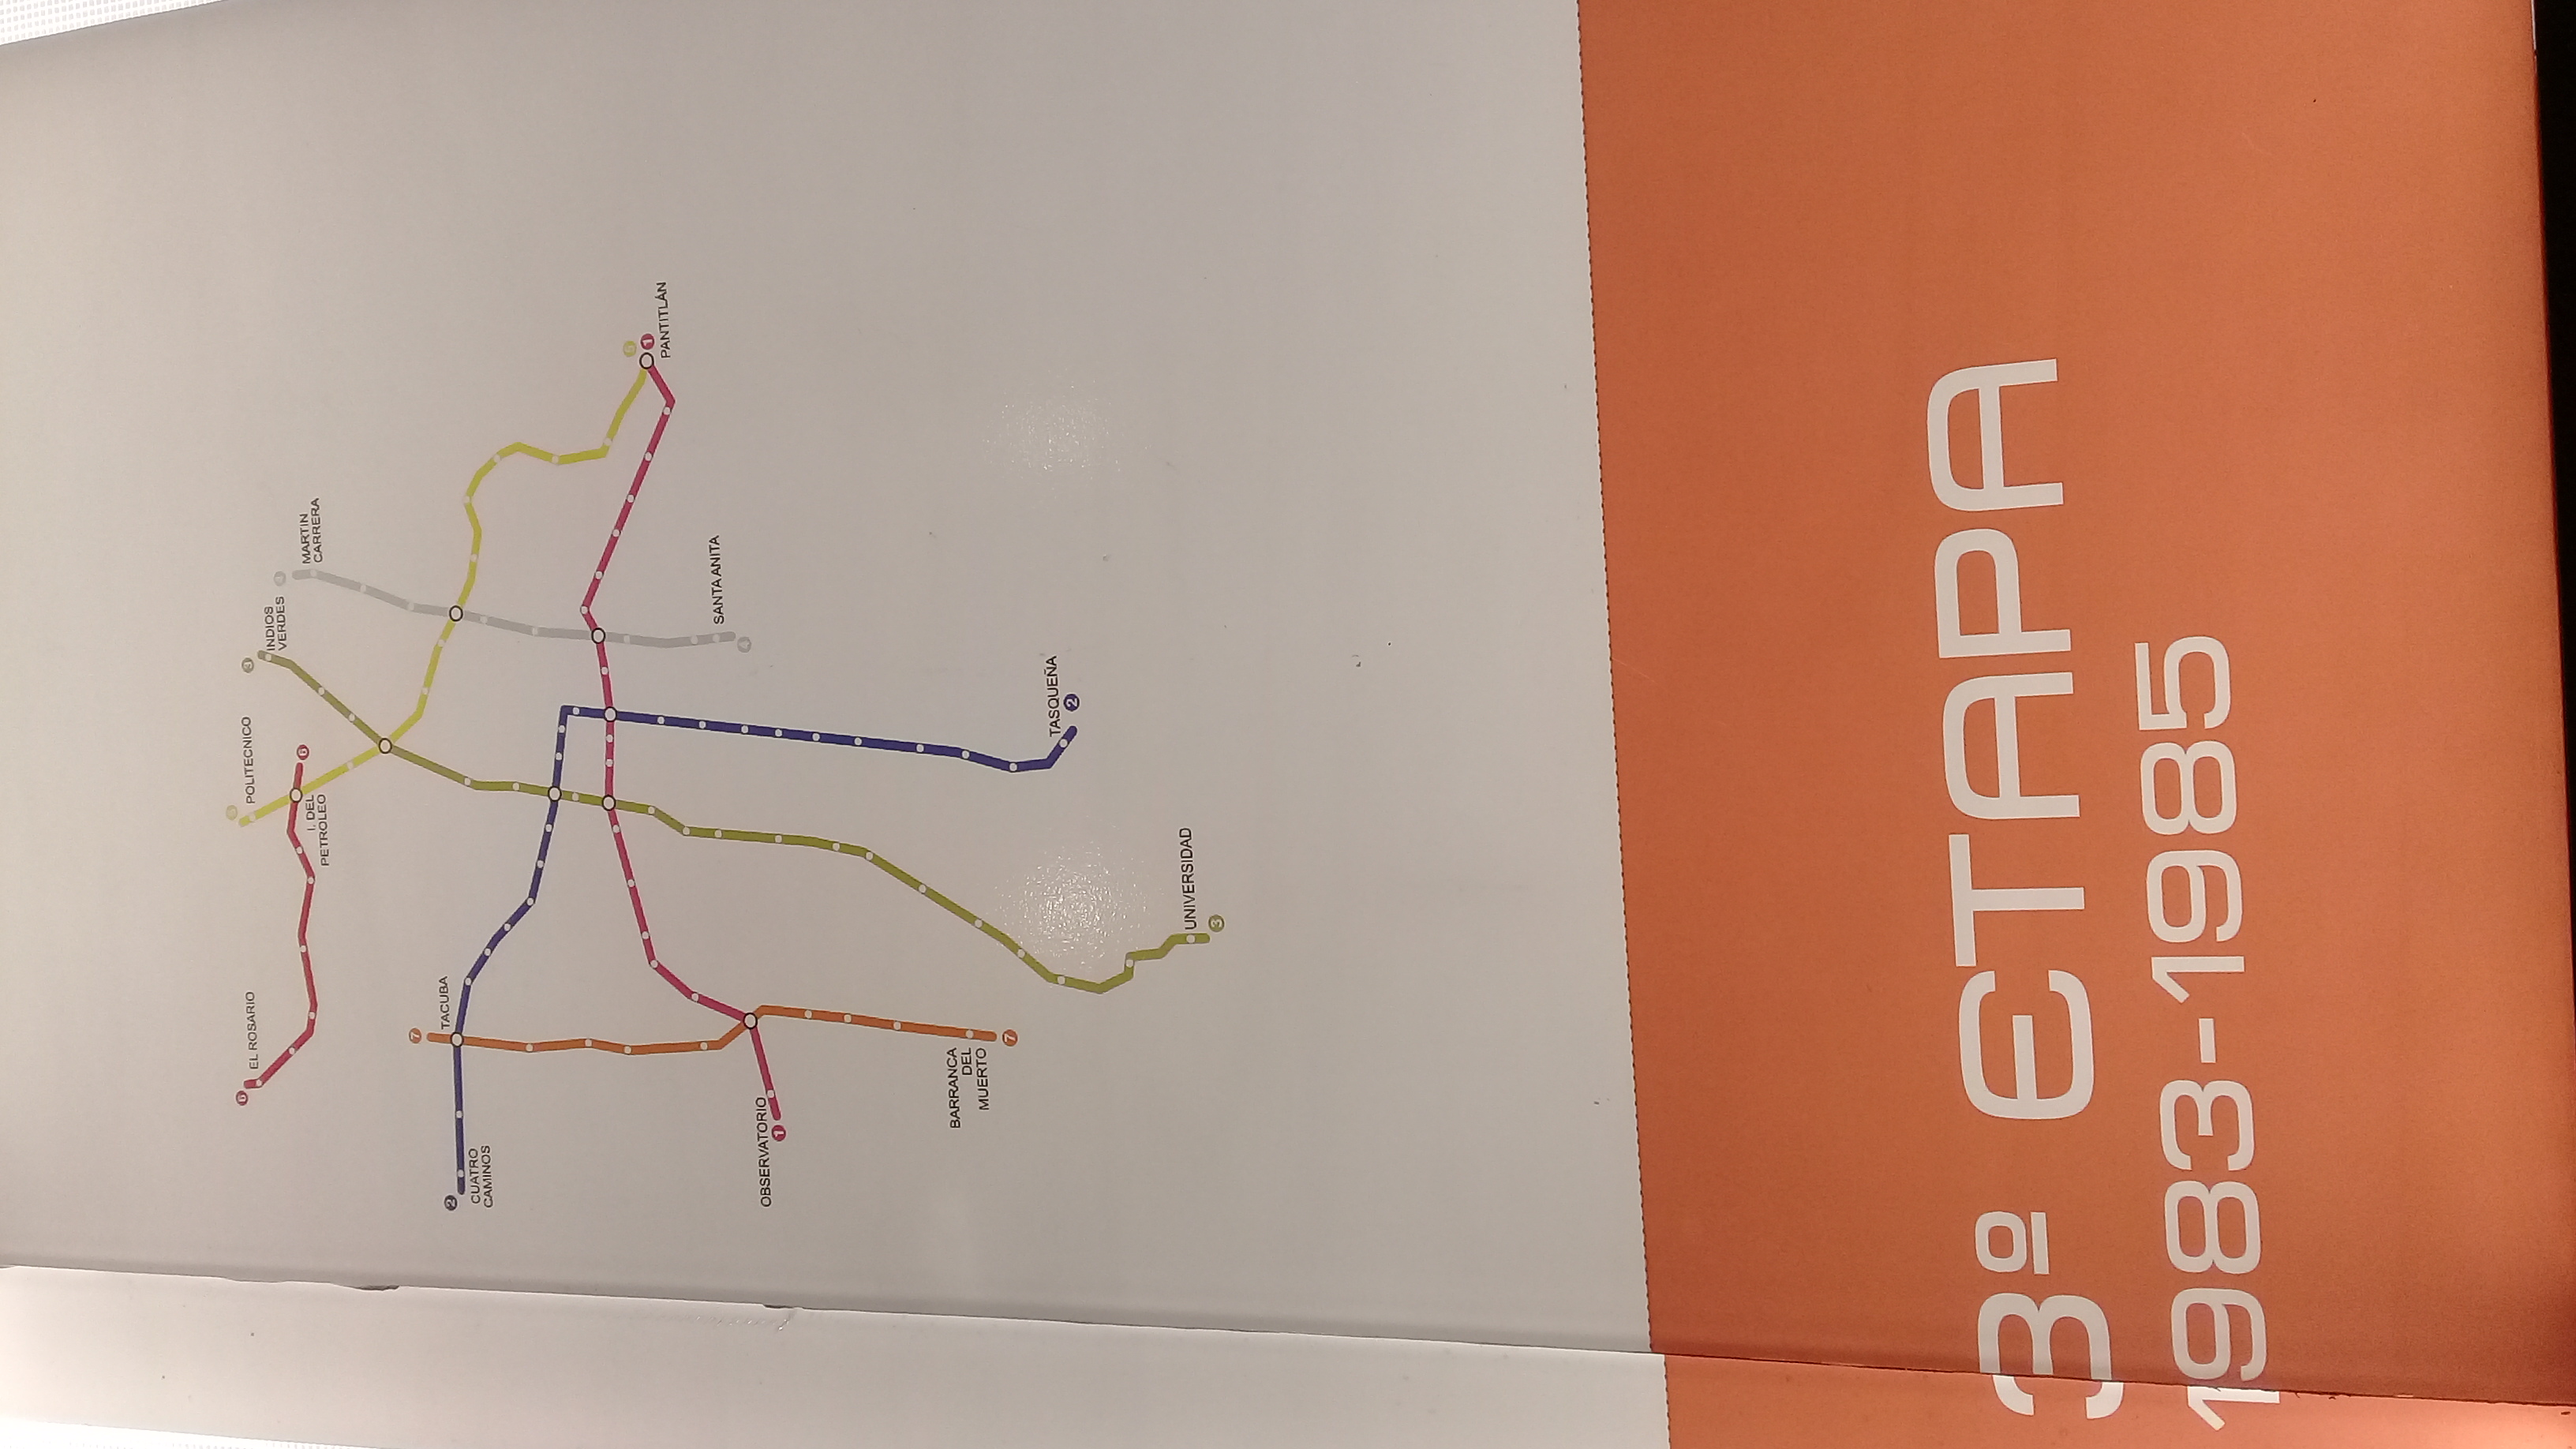 6
EL ROSARIO
5
POLITECNICO
3
INDIOS
VERDES
4
MARTIN
CARRERA
6
I. DEL
PETROLEO
7
TACUBA
2
CUATRO
CAMINOS
5
1
PANTITLÁN
SANTA ANITA
4
OBSERVATORIO
1
BARRANCA
DEL
MUERTO
7
TASQUEÑA
2
UNIVERSIDAD
3
3º ETAPA
1983-1985